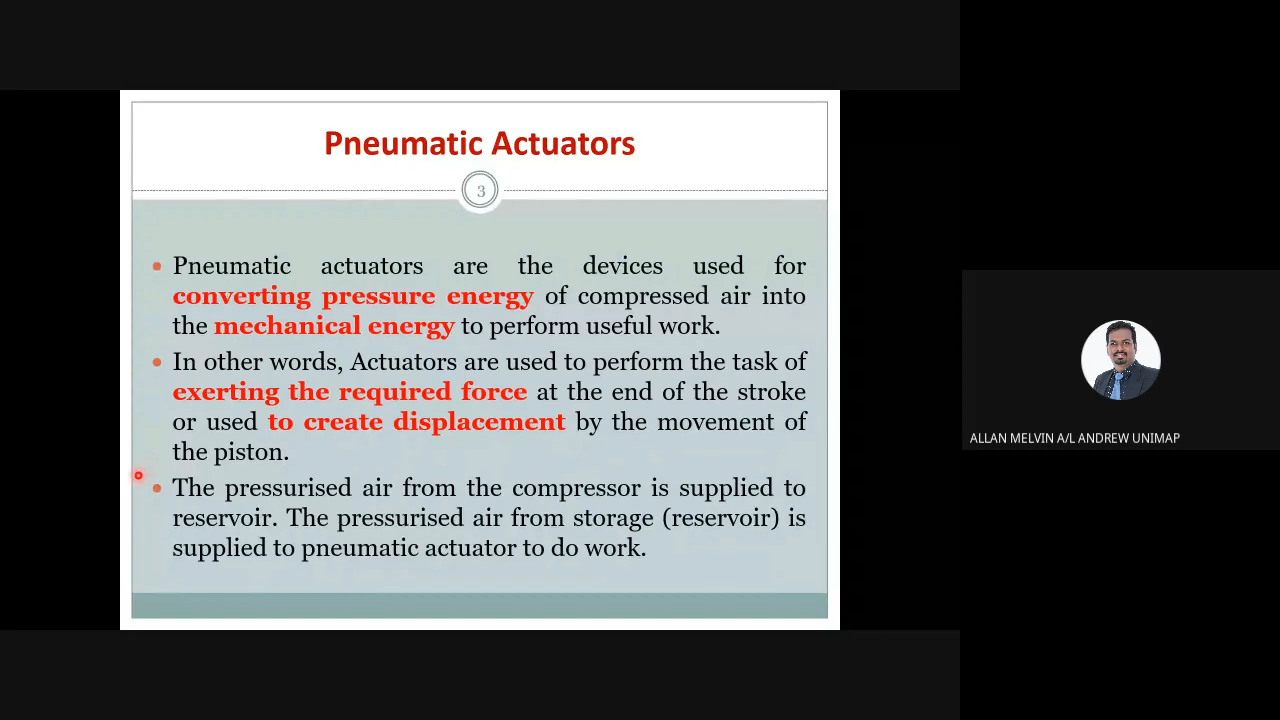 Pneumatic Actuators
3
• Pneumatic actuators are the devices used for
converting pressure energy of compressed air into
the mechanical energy to perform useful work.
• In other words, Actuators are used to perform the task of
exerting the required force at the end of the stroke
or used to create displacement by the movement of
the piston.
• The pressurised air from the compressor is supplied to
reservoir. The pressurised air from storage (reservoir) is
supplied to pneumatic actuator to do work.
ALLAN MELVIN A/L ANDREW UNIMAP